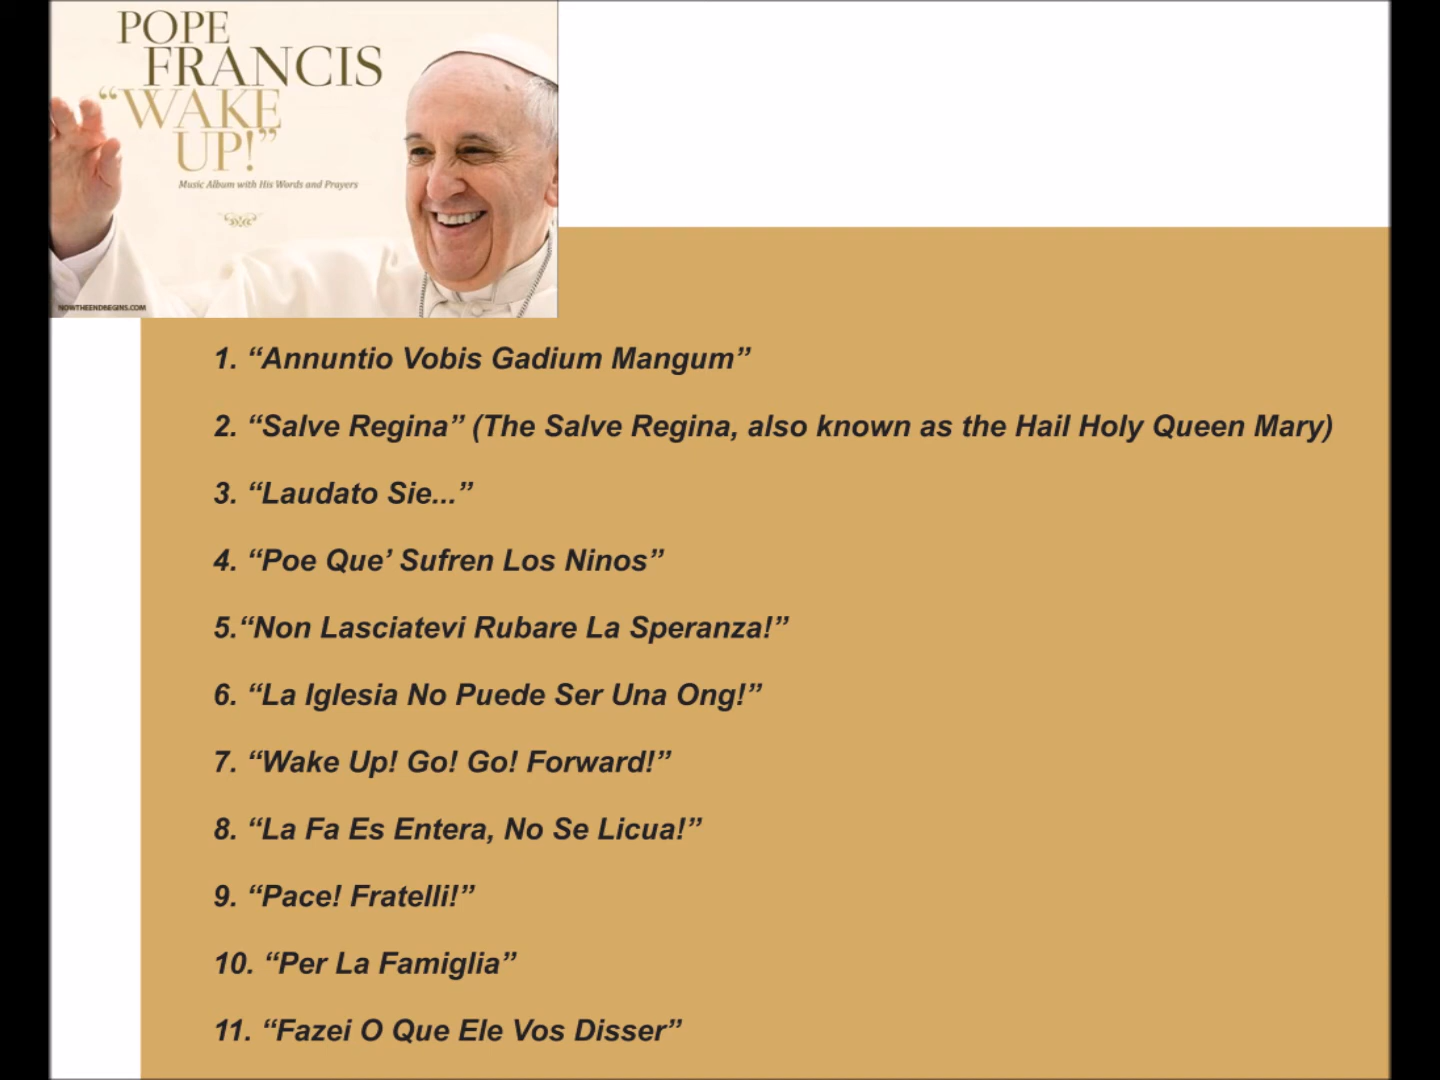 POPE
FRANCIS
“WAKE
UP!”
Music Album with His Words and Prayers
NOWTHEENDBEGINS.COM
1. “Annuntio Vobis Gadium Mangum”
2. “Salve Regina” (The Salve Regina, also known as the Hail Holy Queen Mary)
3. “Laudato Sie...”
4. “Poe Que’ Sufren Los Ninos”
5.“Non Lasciatevi Rubare La Speranza!”
6. “La Iglesia No Puede Ser Una Ong!”
7. “Wake Up! Go! Go! Forward!”
8. “La Fa Es Entera, No Se Licua!”
9. “Pace! Fratelli!”
10. “Per La Famiglia”
11. “Fazei O Que Ele Vos Disser”